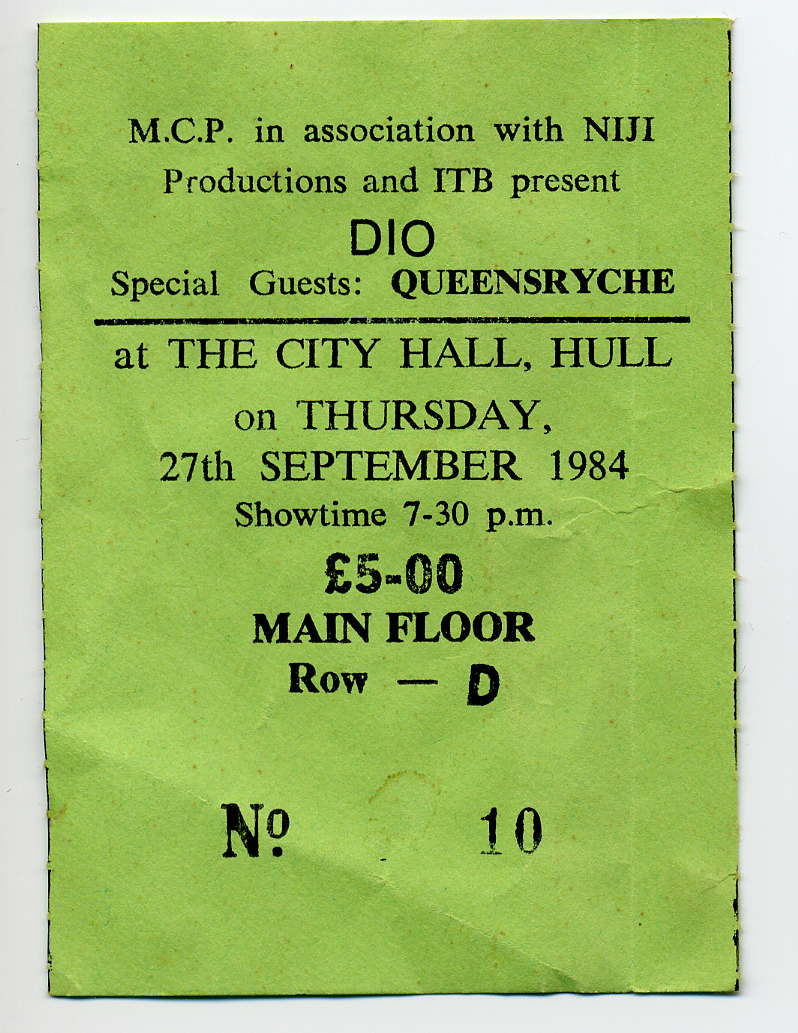 M.C.P. in association with NIJI
Productions and ITB present
DIO
Special Guests: QUEENSRYCHE
at THE CITY HALL, HULL
on THURSDAY,
27th SEPTEMBER 1984
Showtime 7-30 p.m.
£5-00
MAIN FLOOR
Row — D
Nº 10